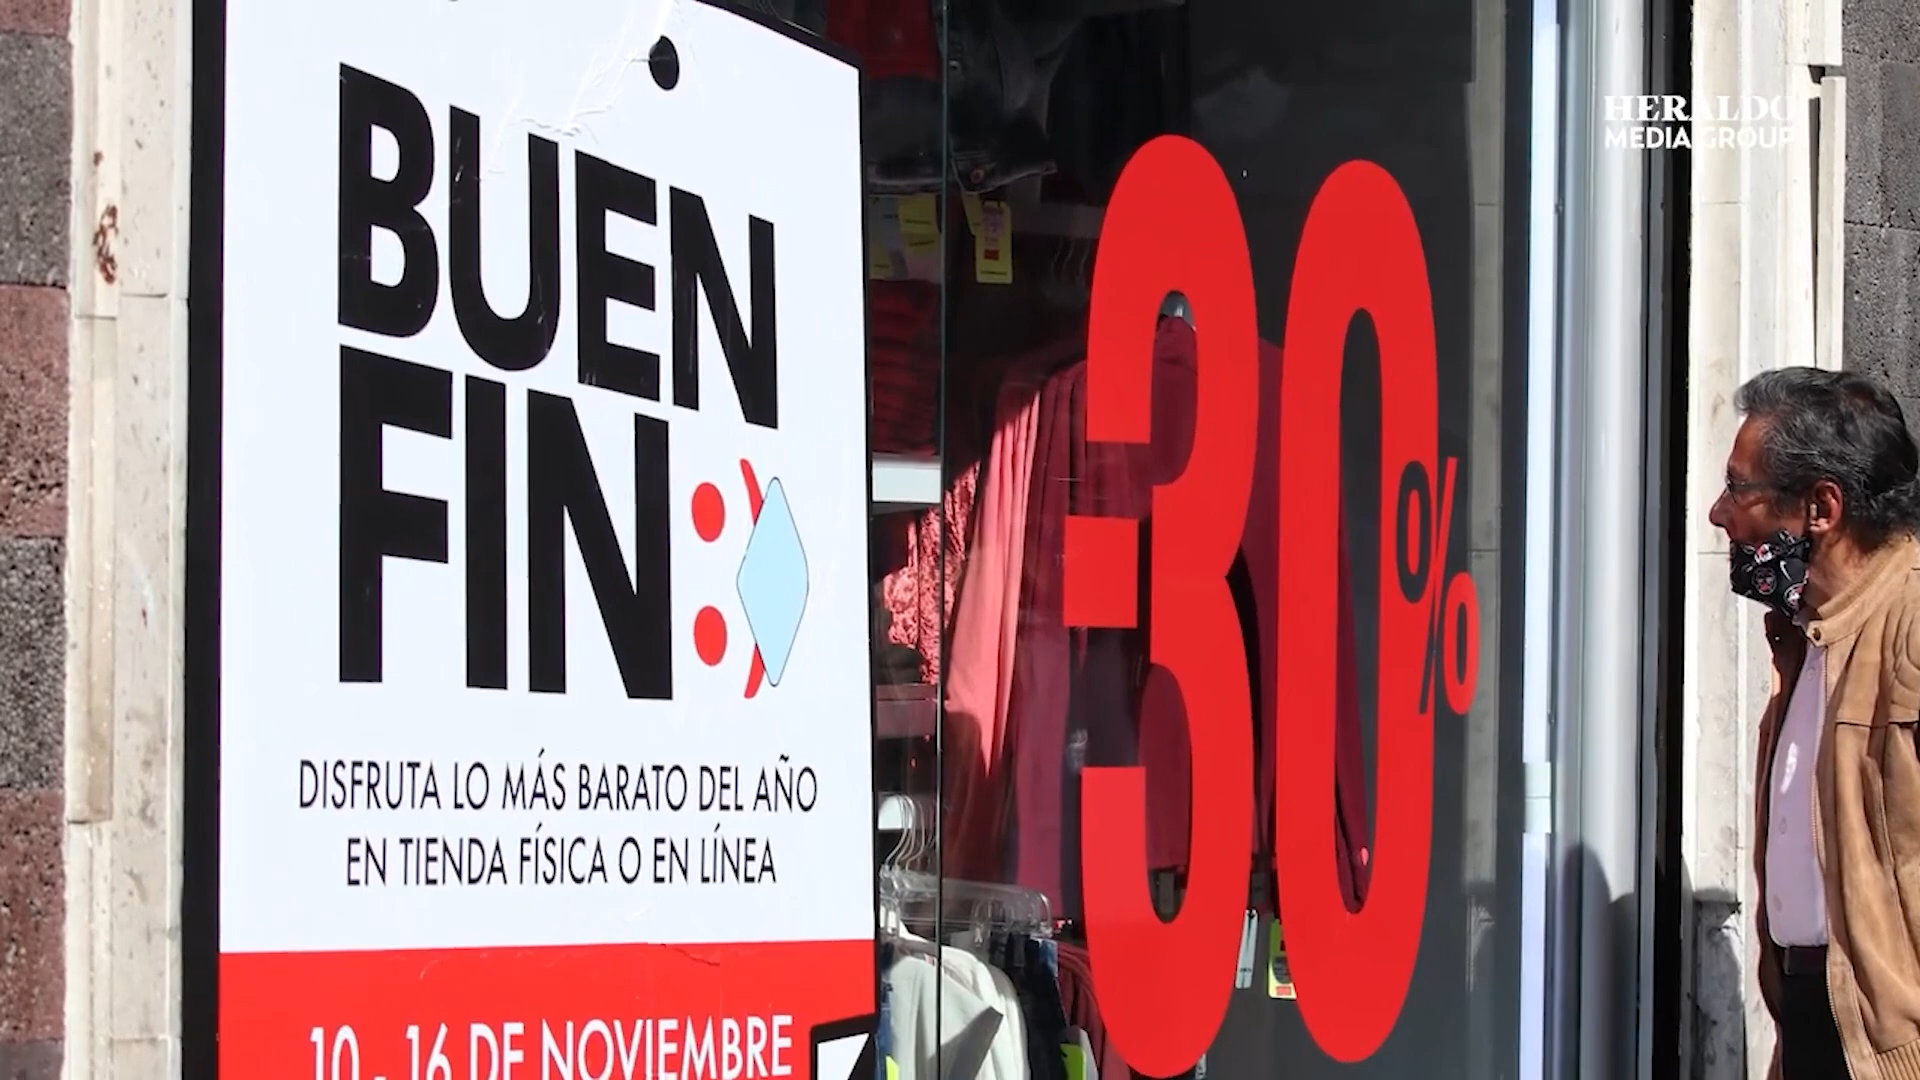 BUEN
FIN:)
DISFRUTA LO MÁS BARATO DEL AÑO
EN TIENDA FÍSICA O EN LÍNEA
10 - 16 DE NOVIEMBRE
30%
HERALDO
MEDIA GROUP